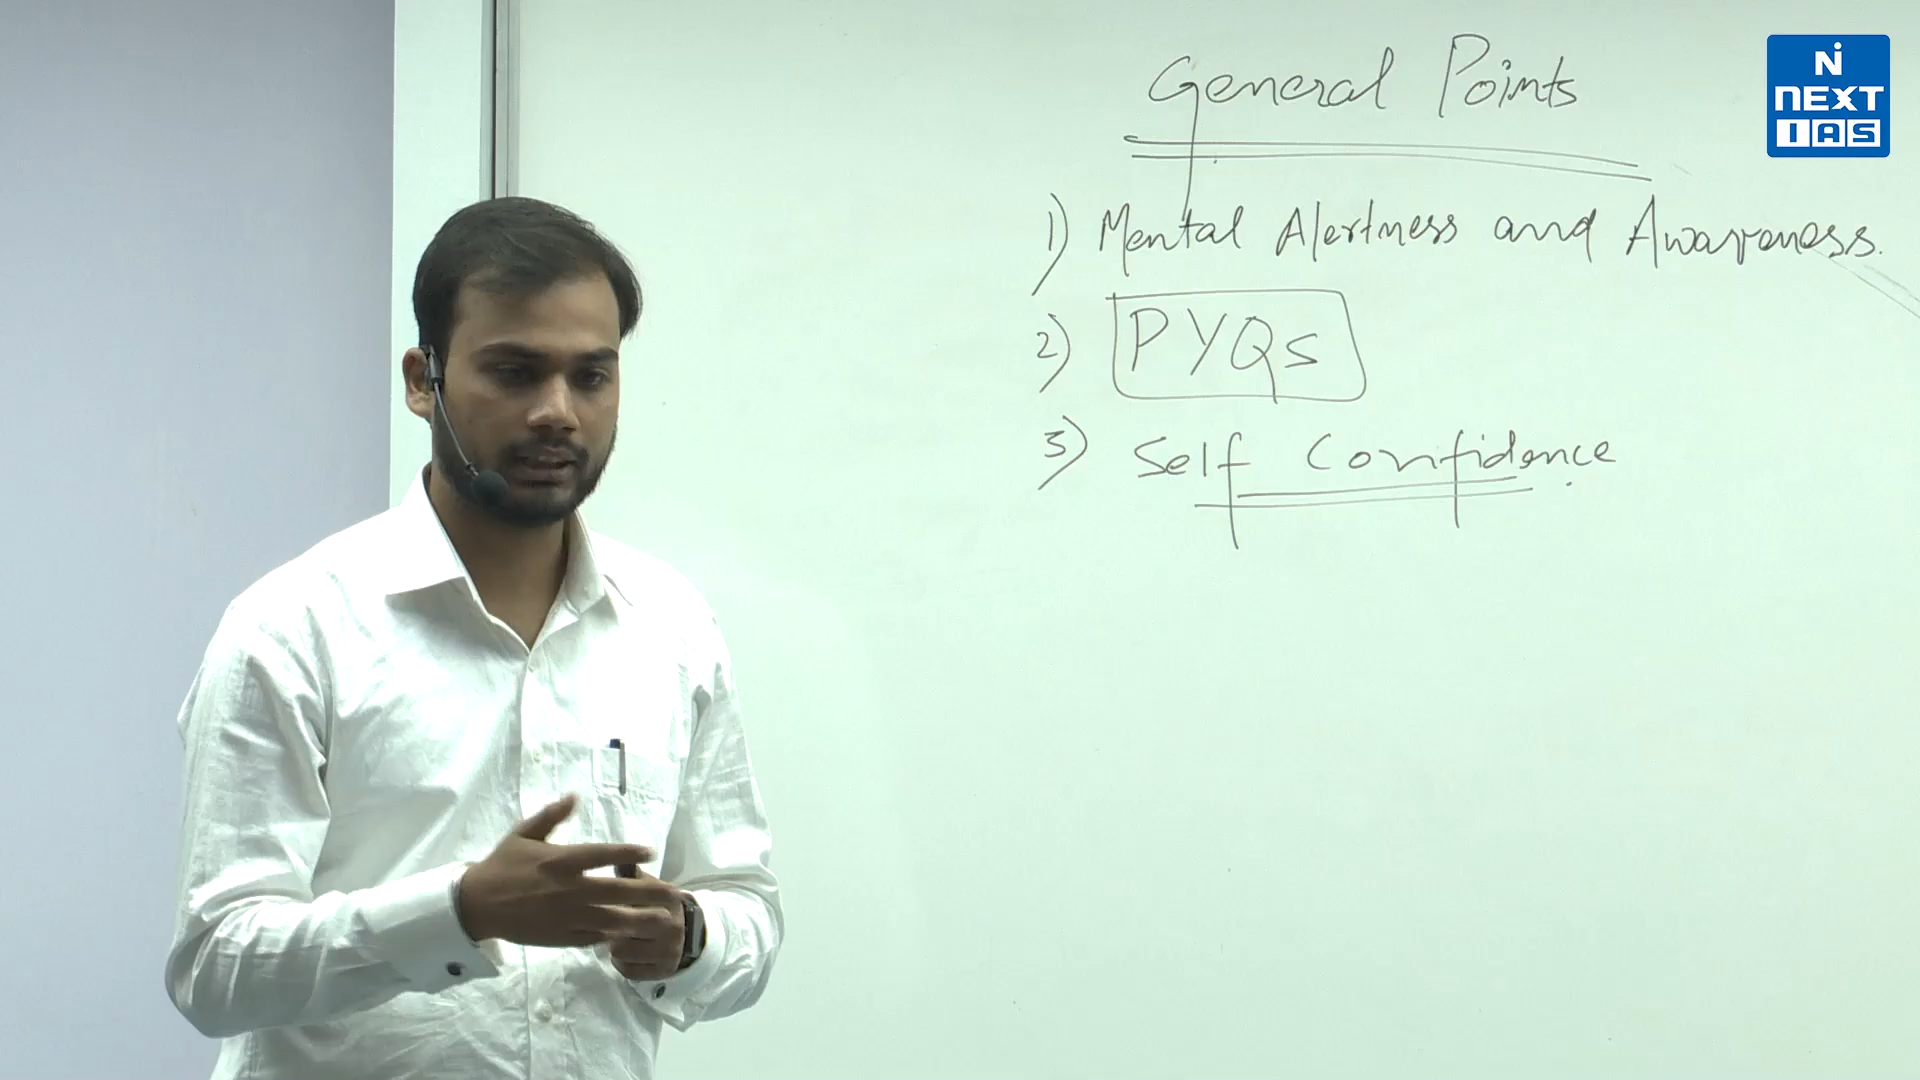 General Points
1) Mental Alertness and Awareness.
2) PYQs
3) Self Confidence
N
NEXT
IAS